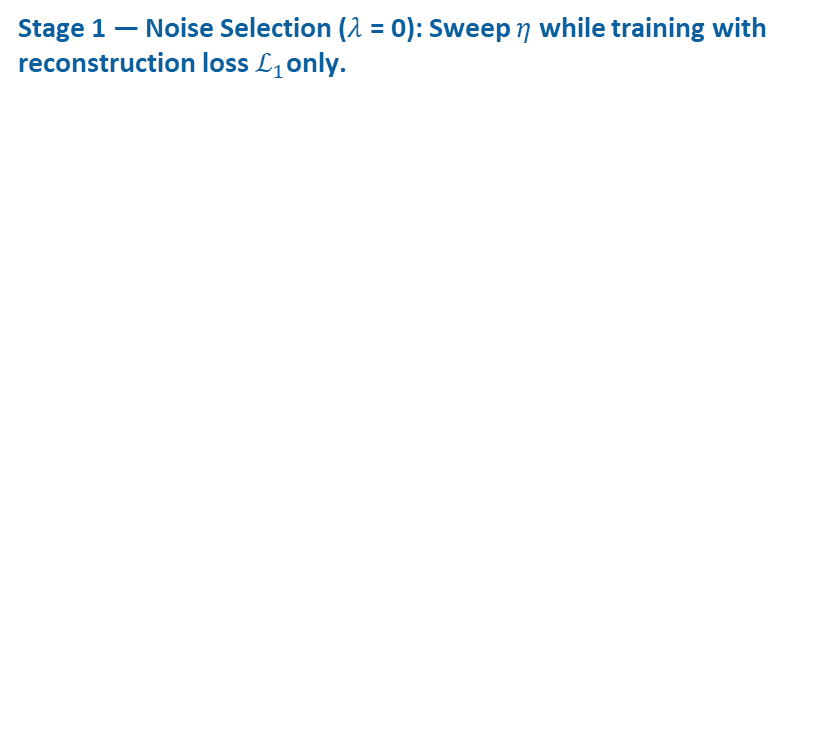 Stage 1 — Noise Selection (𝜆 = 0): Sweep 𝜂 while training with
reconstruction loss ℒ₁ only.